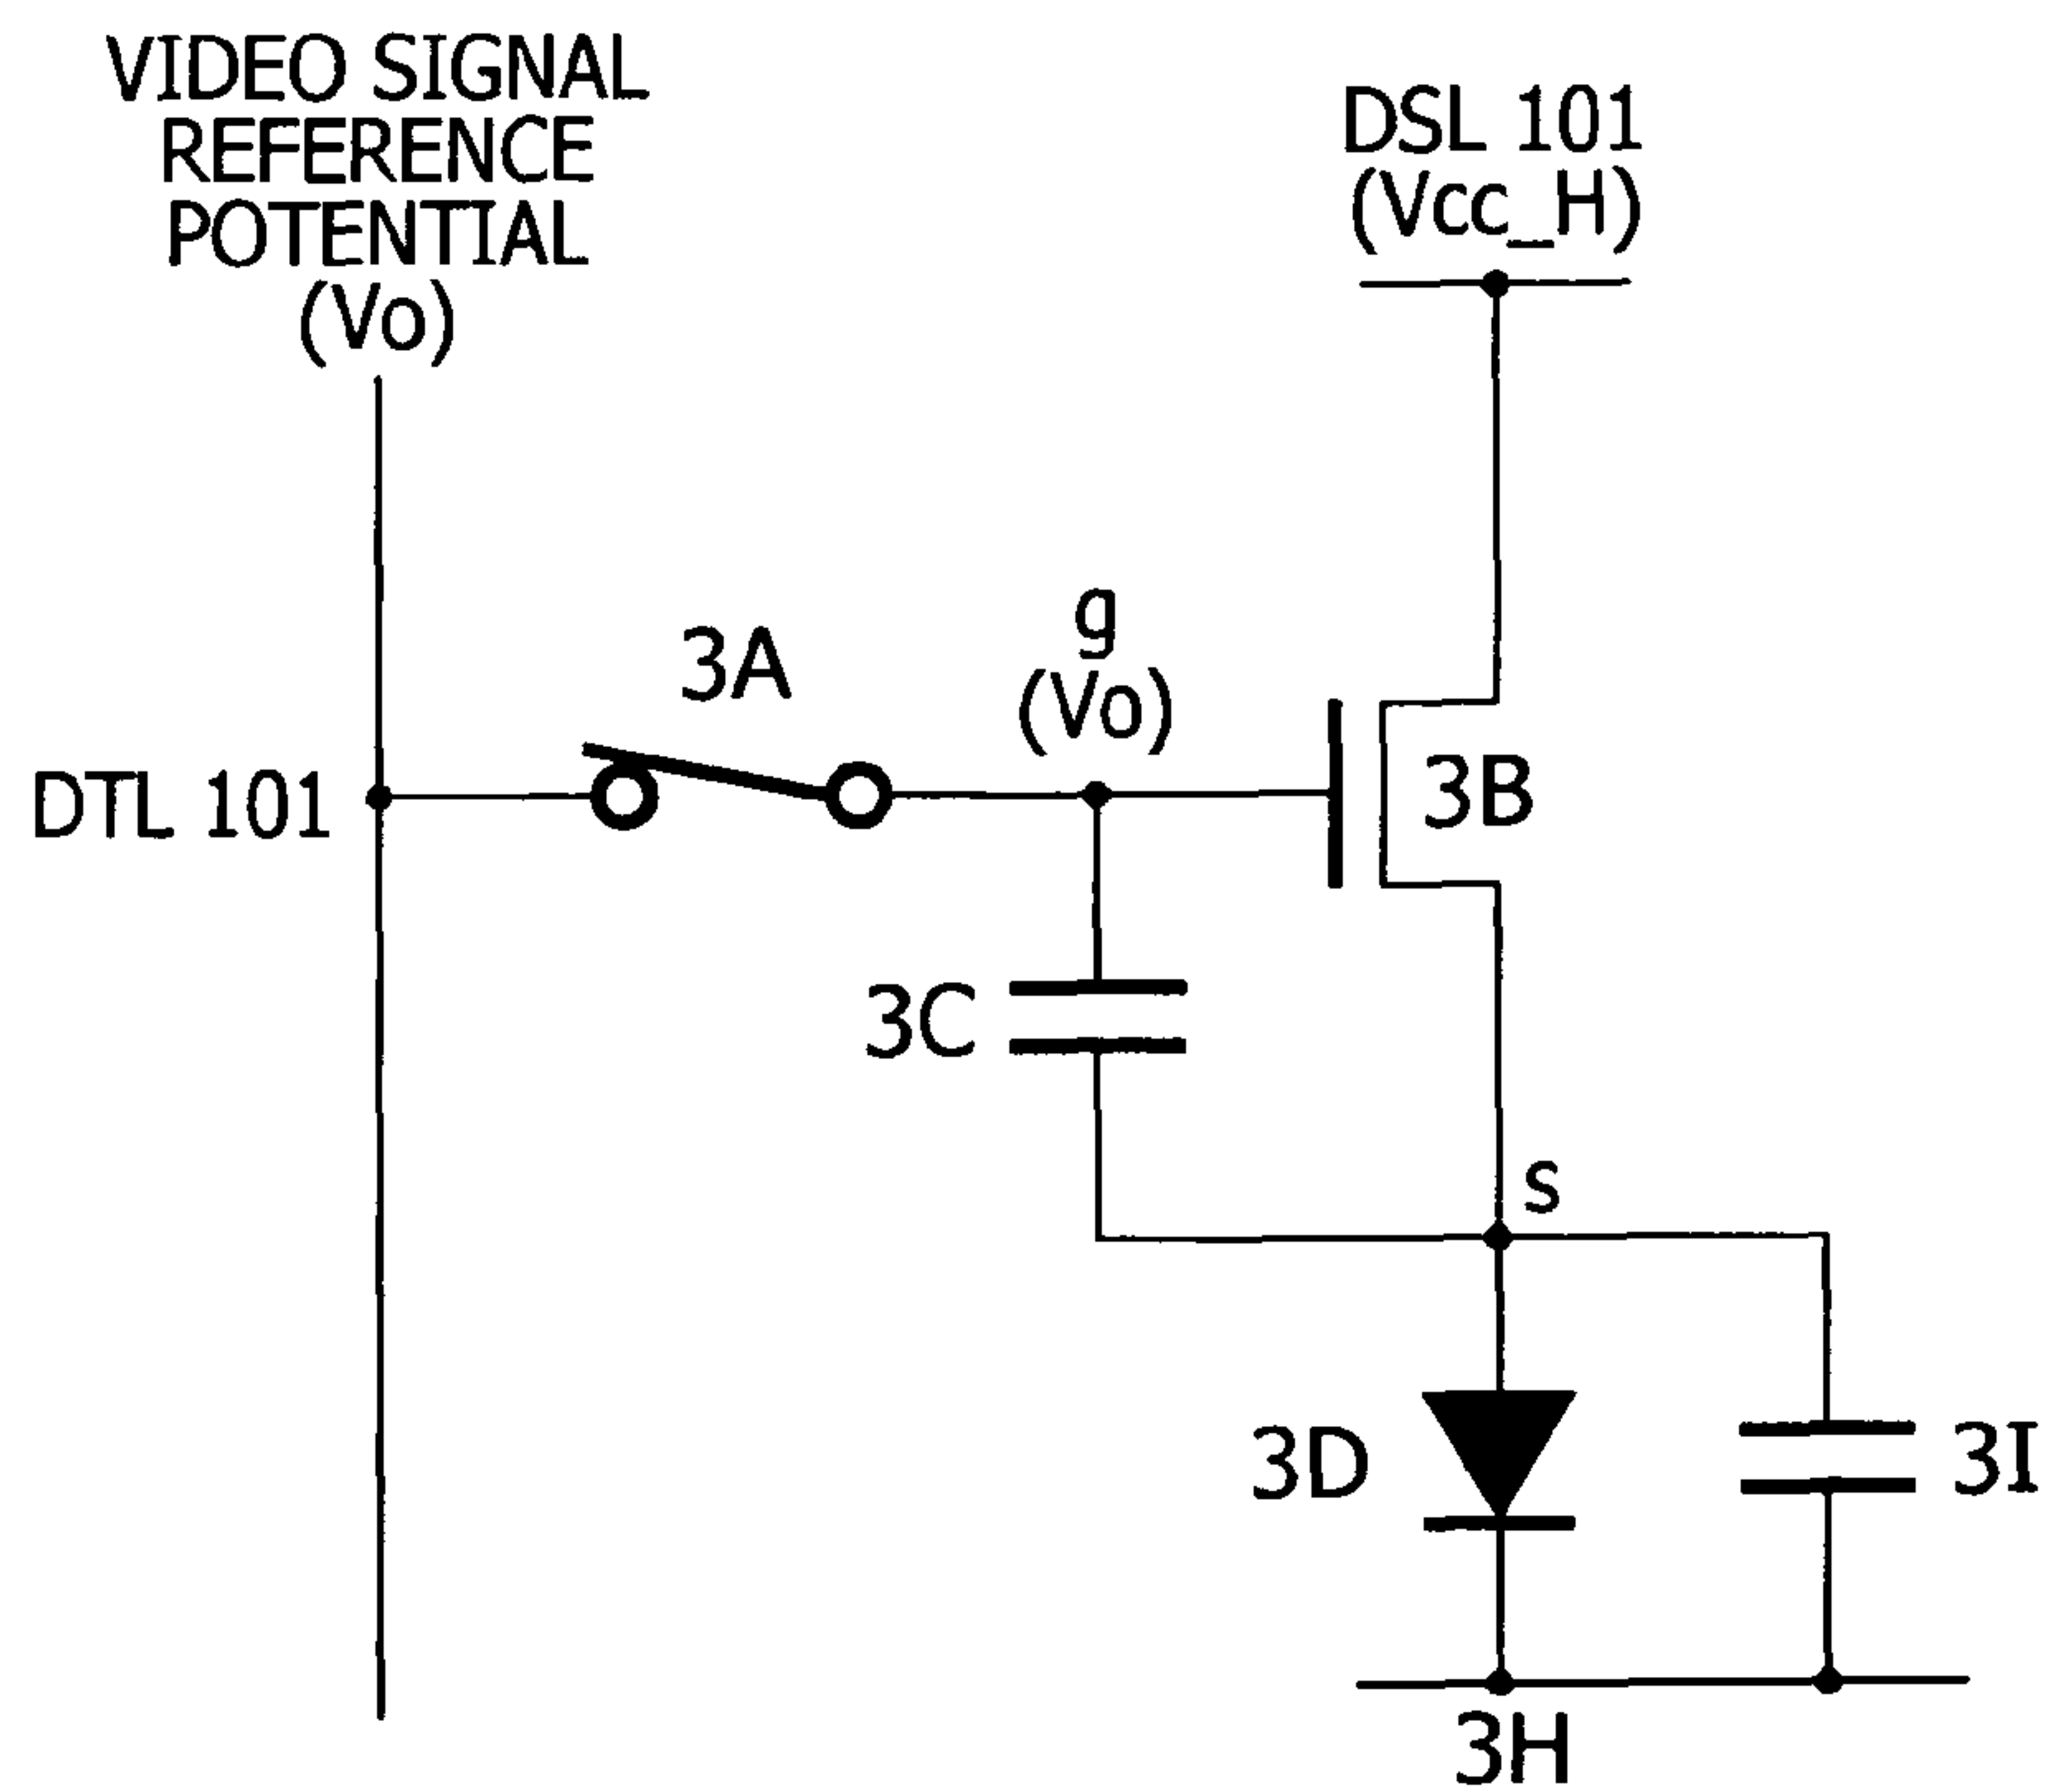 VIDEO SIGNAL
REFERENCE
POTENTIAL
(Vo)
DSL 101
(Vcc_H)
g
(Vo)
3A
DTL 101
3B
3C
s
3D
3I
3H